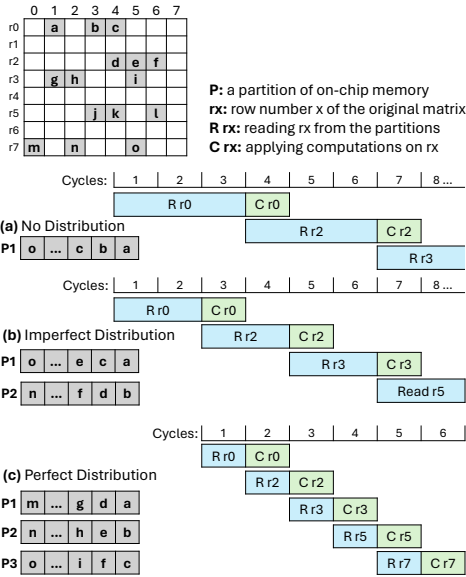 0 1 2 3 4 5 6 7
r0 a b c
r1
r2 d e f
r3 g h i
r4
r5 j k l
r6
r7 m n o
P: a partition of on-chip memory
rx: row number x of the original matrix
R rx: reading rx from the partitions
C rx: applying computations on rx
Cycles: 1 2 3 4 5 6 7 8 ...
R r0 C r0
(a) No Distribution
R r2 C r2
P1 o ... c b a
R r3
Cycles: 1 2 3 4 5 6 7 8 ...
R r0 C r0
(b) Imperfect Distribution
R r2 C r2
P1 o ... e c a
R r3 C r3
P2 n ... f d b
Read r5
Cycles: 1 2 3 4 5 6
R r0 C r0
(c) Perfect Distribution
R r2 C r2
P1 m ... g d a
R r3 C r3
P2 n ... h e b
R r5 C r5
P3 o ... i f c
R r7 C r7